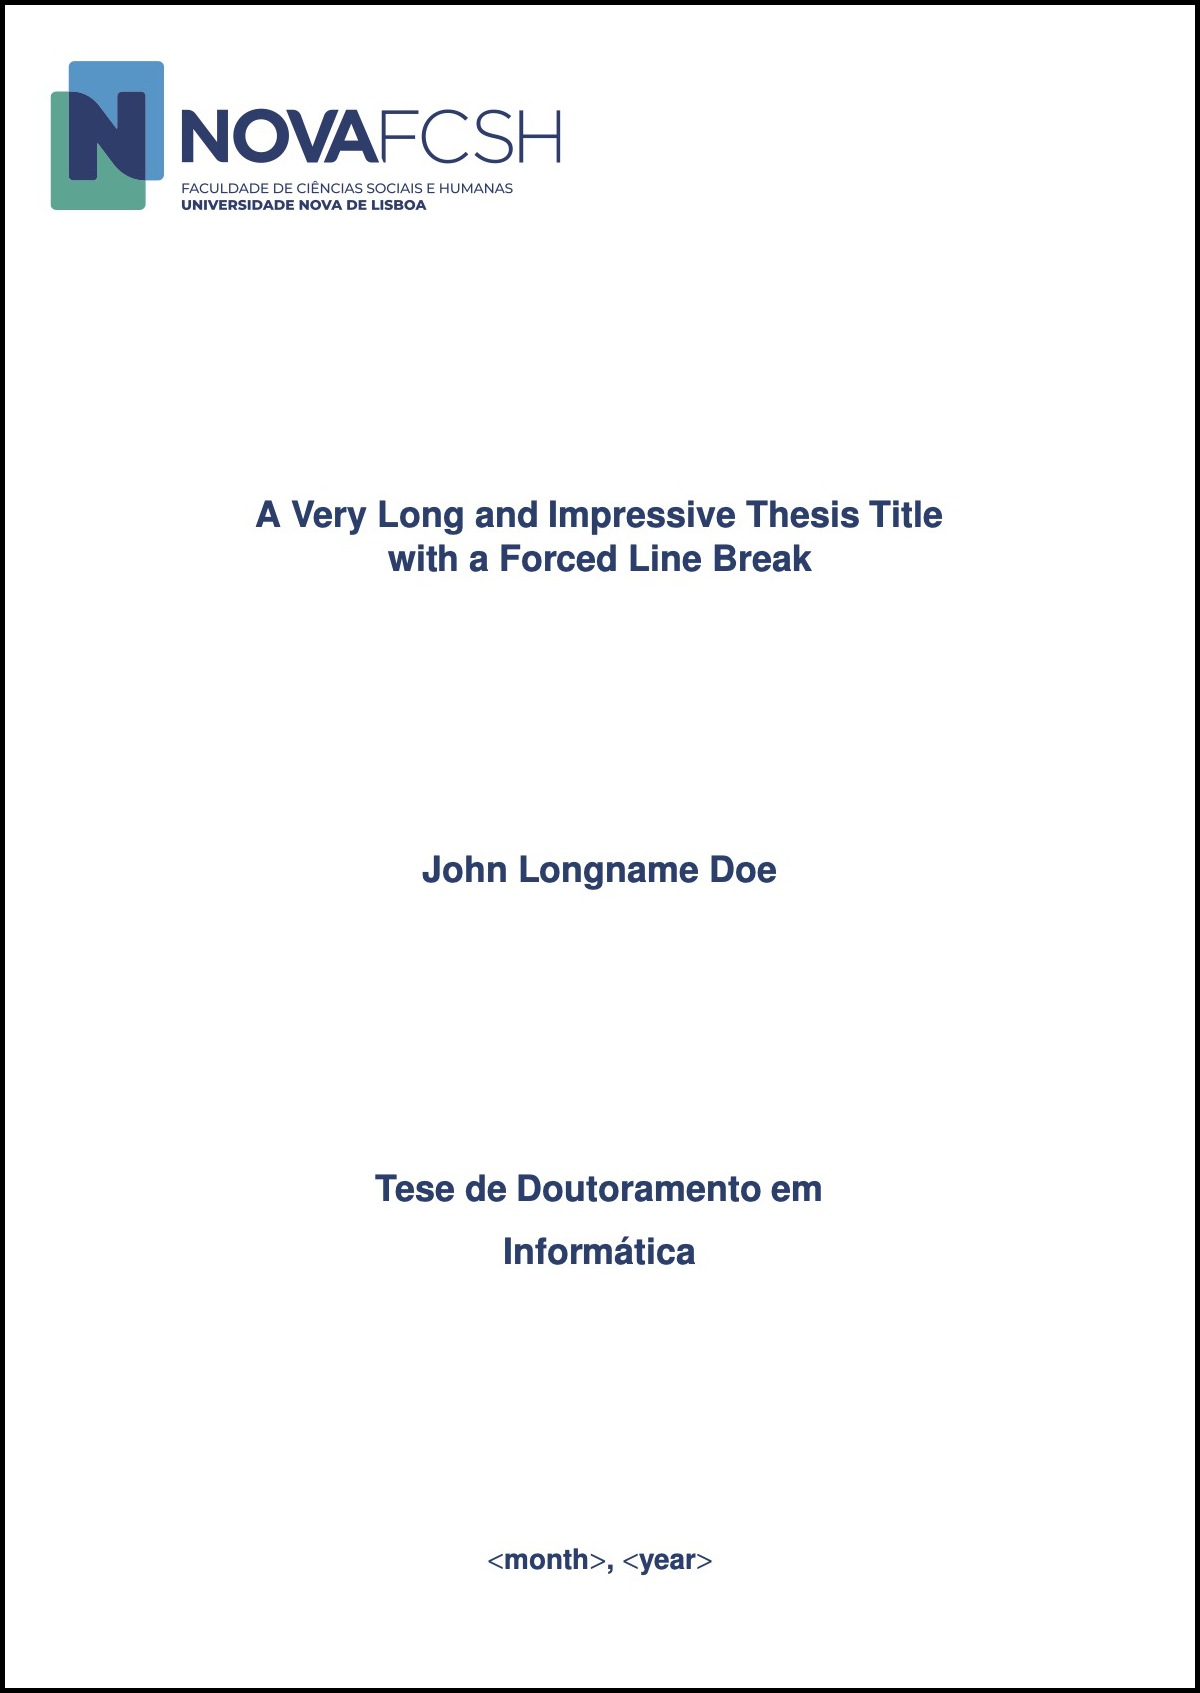 N NOVAFCSH
FACULDADE DE CIÊNCIAS SOCIAIS E HUMANAS
UNIVERSIDADE NOVA DE LISBOA
A Very Long and Impressive Thesis Title
with a Forced Line Break
John Longname Doe
Tese de Doutoramento em
Informática
<month>, <year>